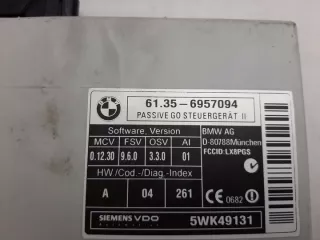 BMW
61.35-6957094
PASSIVE GO STEUERGERÄT II
Software. Version
MCV FSV OSV AI
0.12.30 9.6.0 3.3.0 01
HW/Cod-/Diag.-Index
A 04 261
BMW AG
D-80788München
FCCID:LX8PGS
CE 0682
SIEMENS VDO
5WK49131